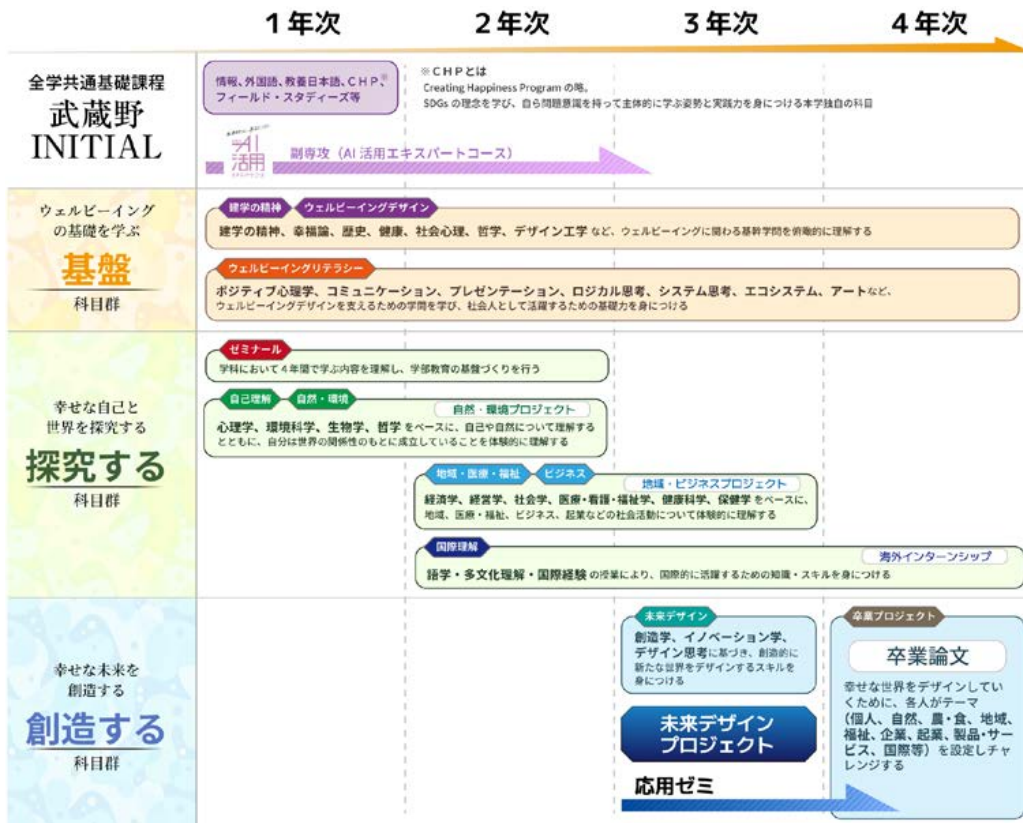 1年次
2年次
3年次
4年次
全学共通基礎課程
武蔵野
INITIAL
情報、外国語、教養日本語、CHP、※
フィールド・スタディーズ等
※CHPとは
Creating Happiness Programの略。
SDGsの理念を学び、自ら問題意識を持って主体的に学ぶ姿勢と実践力を身につける本学独自の科目
AI
活用
副専攻（AI活用エキスパートコース）
ウェルビーイング
の基礎を学ぶ
基盤
科目群
建学の精神
ウェルビーイングデザイン
建学の精神、幸福論、歴史、健康、社会心理、哲学、デザイン工学 など、ウェルビーイングに関わる基幹学問を俯瞰的に理解する
ウェルビーイングリテラシー
ポジティブ心理学、コミュニケーション、プレゼンテーション、ロジカル思考、システム思考、エコシステム、アートなど、
ウェルビーイングデザインを支えるための学問を学び、社会人として活躍するための基礎力を身につける
幸せな自己と
世界を探究する
探究する
科目群
ゼミナール
学科において4年間で学ぶ内容を理解し、学部教育の基盤づくりを行う
自己理解
自然・環境
自然・環境プロジェクト
心理学、環境科学、生物学、哲学 をベースに、自己や自然について理解する
とともに、自分は世界の関係性のもとに成立していることを体験的に理解する
地域・医療・福祉
ビジネス
地域・ビジネスプロジェクト
経済学、経営学、社会学、医療・看護・福祉学、健康科学、保健学 をベースに、
地域、医療・福祉、ビジネス、起業などの社会活動について体験的に理解する
国際理解
海外インターンシップ
語学・多文化理解・国際経験 の授業により、国際的に活躍するための知識・スキルを身につける
幸せな未来を
創造する
創造する
科目群
未来デザイン
創造学、イノベーション学、
デザイン思考に基づき、創造的に
新たな世界をデザインするスキルを
身につける
未来デザイン
プロジェクト
応用ゼミ
卒業プロジェクト
卒業論文
幸せな世界をデザインしてい
くために、各人がテーマ
（個人、自然、農・食、地域、
福祉、企業、起業、製品・サー
ビス、国際等）を設定しチャ
レンジする